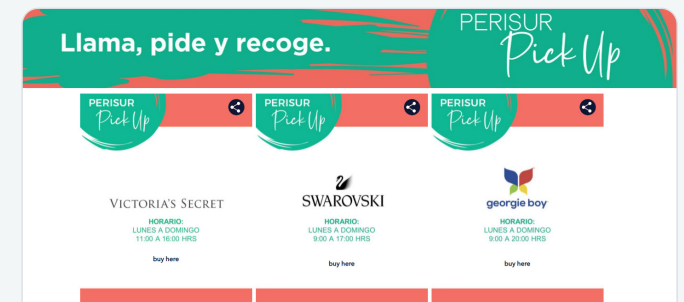 Llama, pide y recoge.
PERISUR
Pick Up
PERISUR
Pick Up
VICTORIA'S SECRET
HORARIO:
LUNES A DOMINGO
11:00 A 16:00 HRS
buy here
PERISUR
Pick Up
SWAROVSKI
HORARIO:
LUNES A DOMINGO
9:00 A 17:00 HRS
buy here
PERISUR
Pick Up
georgie boy
HORARIO:
LUNES A DOMINGO
9:00 A 20:00 HRS
buy here